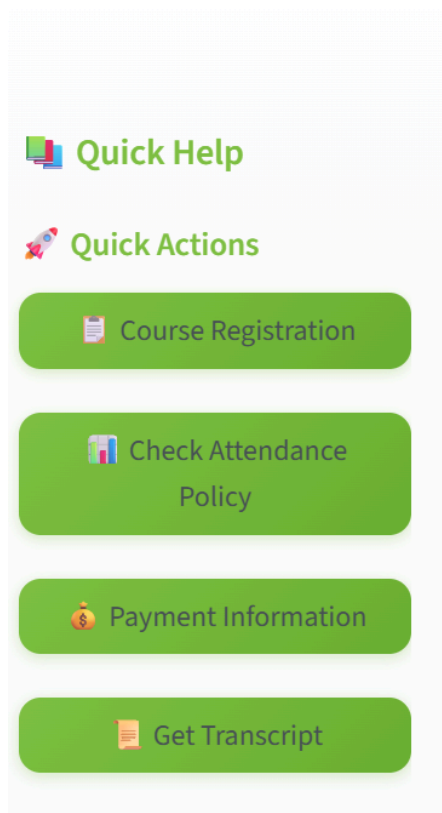 Quick Help
Quick Actions
Course Registration
Check Attendance
Policy
Payment Information
Get Transcript